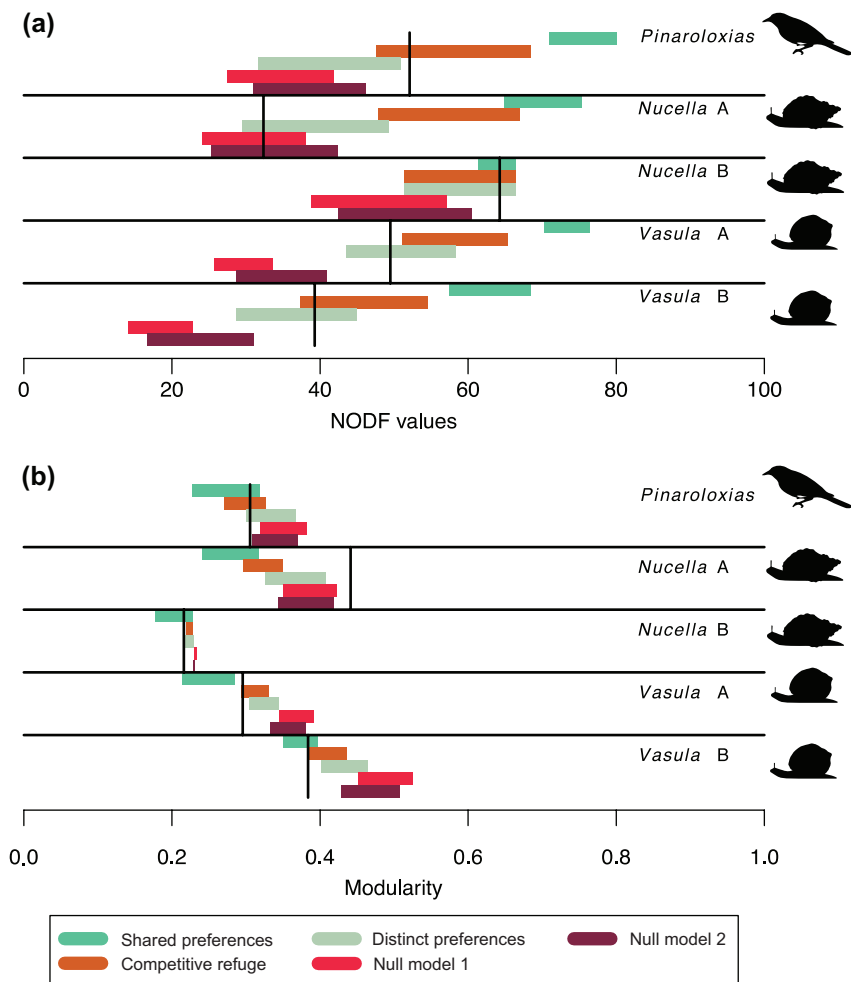 (a)
Pinaroloxias
Nucella A
Nucella B
Vasula A
Vasula B
0 20 40 60 80 100
NODF values
(b)
Pinaroloxias
Nucella A
Nucella B
Vasula A
Vasula B
0.0 0.2 0.4 0.6 0.8 1.0
Modularity
Shared preferences Distinct preferences Null model 2
Competitive refuge Null model 1